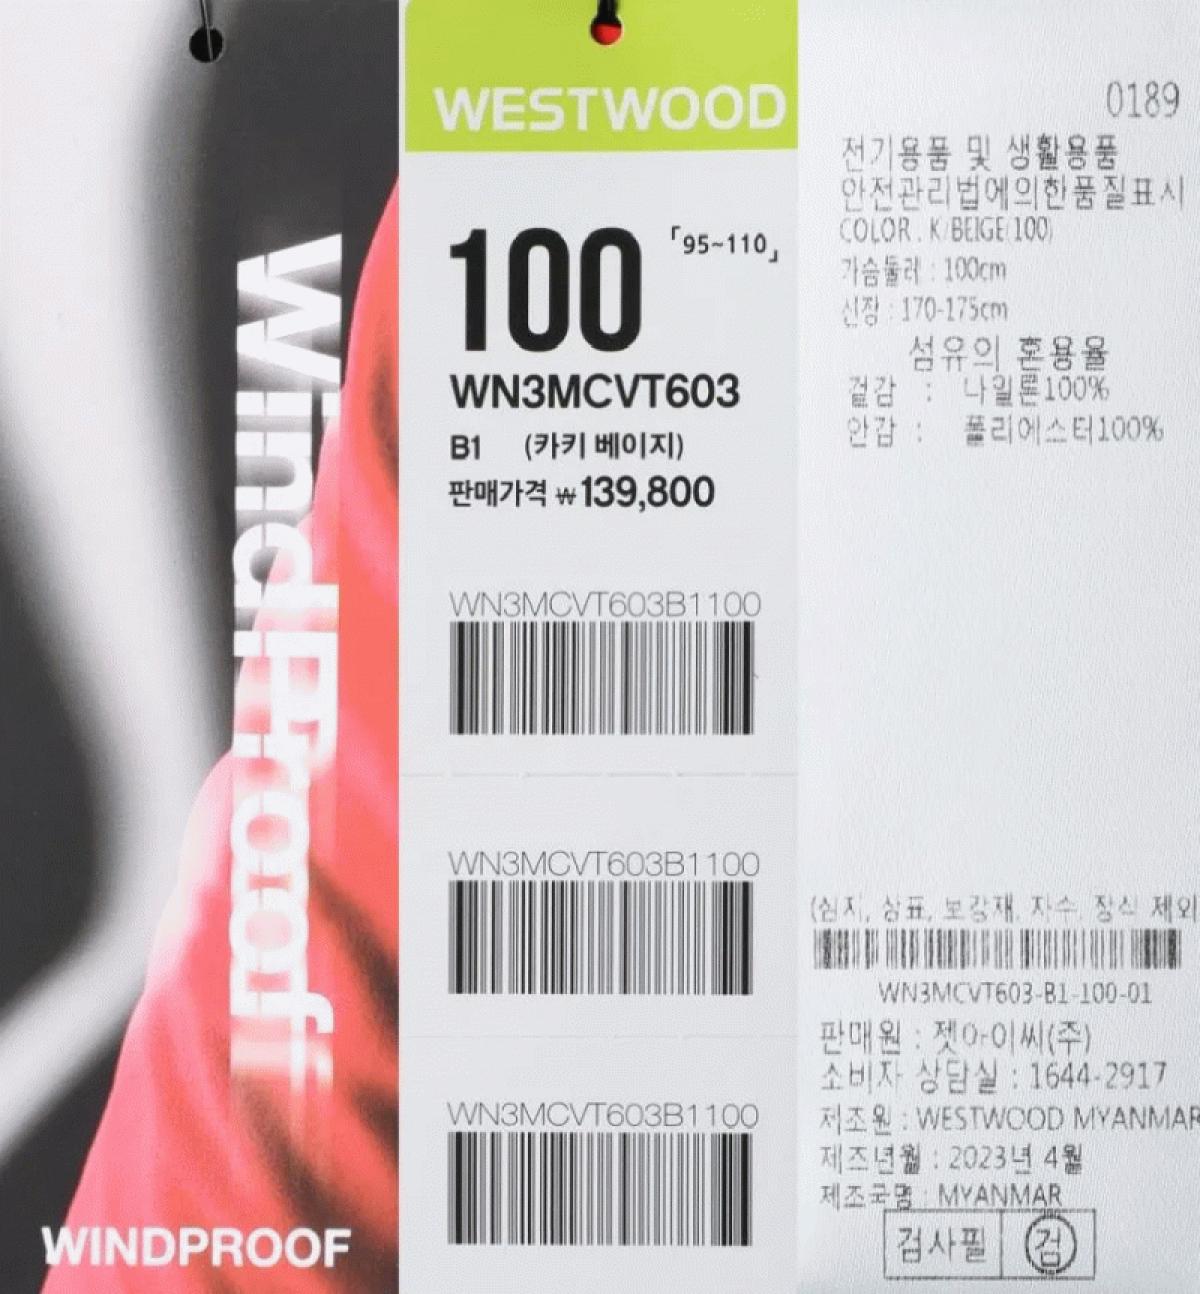 WindProof
WINDPROOF
WESTWOOD
100 「95~110」
WN3MCVT603
B1 (카키 베이지)
판매가격 ₩139,800
WN3MCVT603B1100
WN3MCVT603B1100
WN3MCVT603B1100
0189
전기용품 및 생활용품
안전관리법에의한품질표시
COLOR . K/BEIGE(100)
가슴둘레 : 100cm
신장 : 170-175cm
섬유의 혼용율
겉감 : 나일론100%
안감 : 폴리에스터100%
(심지, 상표, 보강재, 자수, 장식 제외
WN3MCVT603-B1-100-01
판매원 : 젯아이씨(주)
소비자 상담실 : 1644-2917
제조원 : WESTWOOD MYANMAR
제조년월 : 2023년 4월
제조국명 : MYANMAR
검사필 검